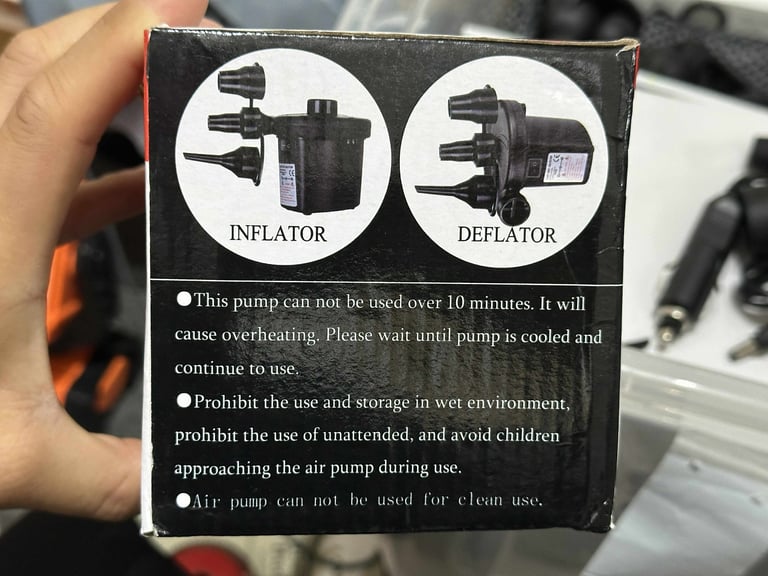 INFLATOR
DEFLATOR
●This pump can not be used over 10 minutes. It will
cause overheating. Please wait until pump is cooled and
continue to use.
●Prohibit the use and storage in wet environment,
prohibit the use of unattended, and avoid children
approaching the air pump during use.
●Air pump can not be used for clean use.